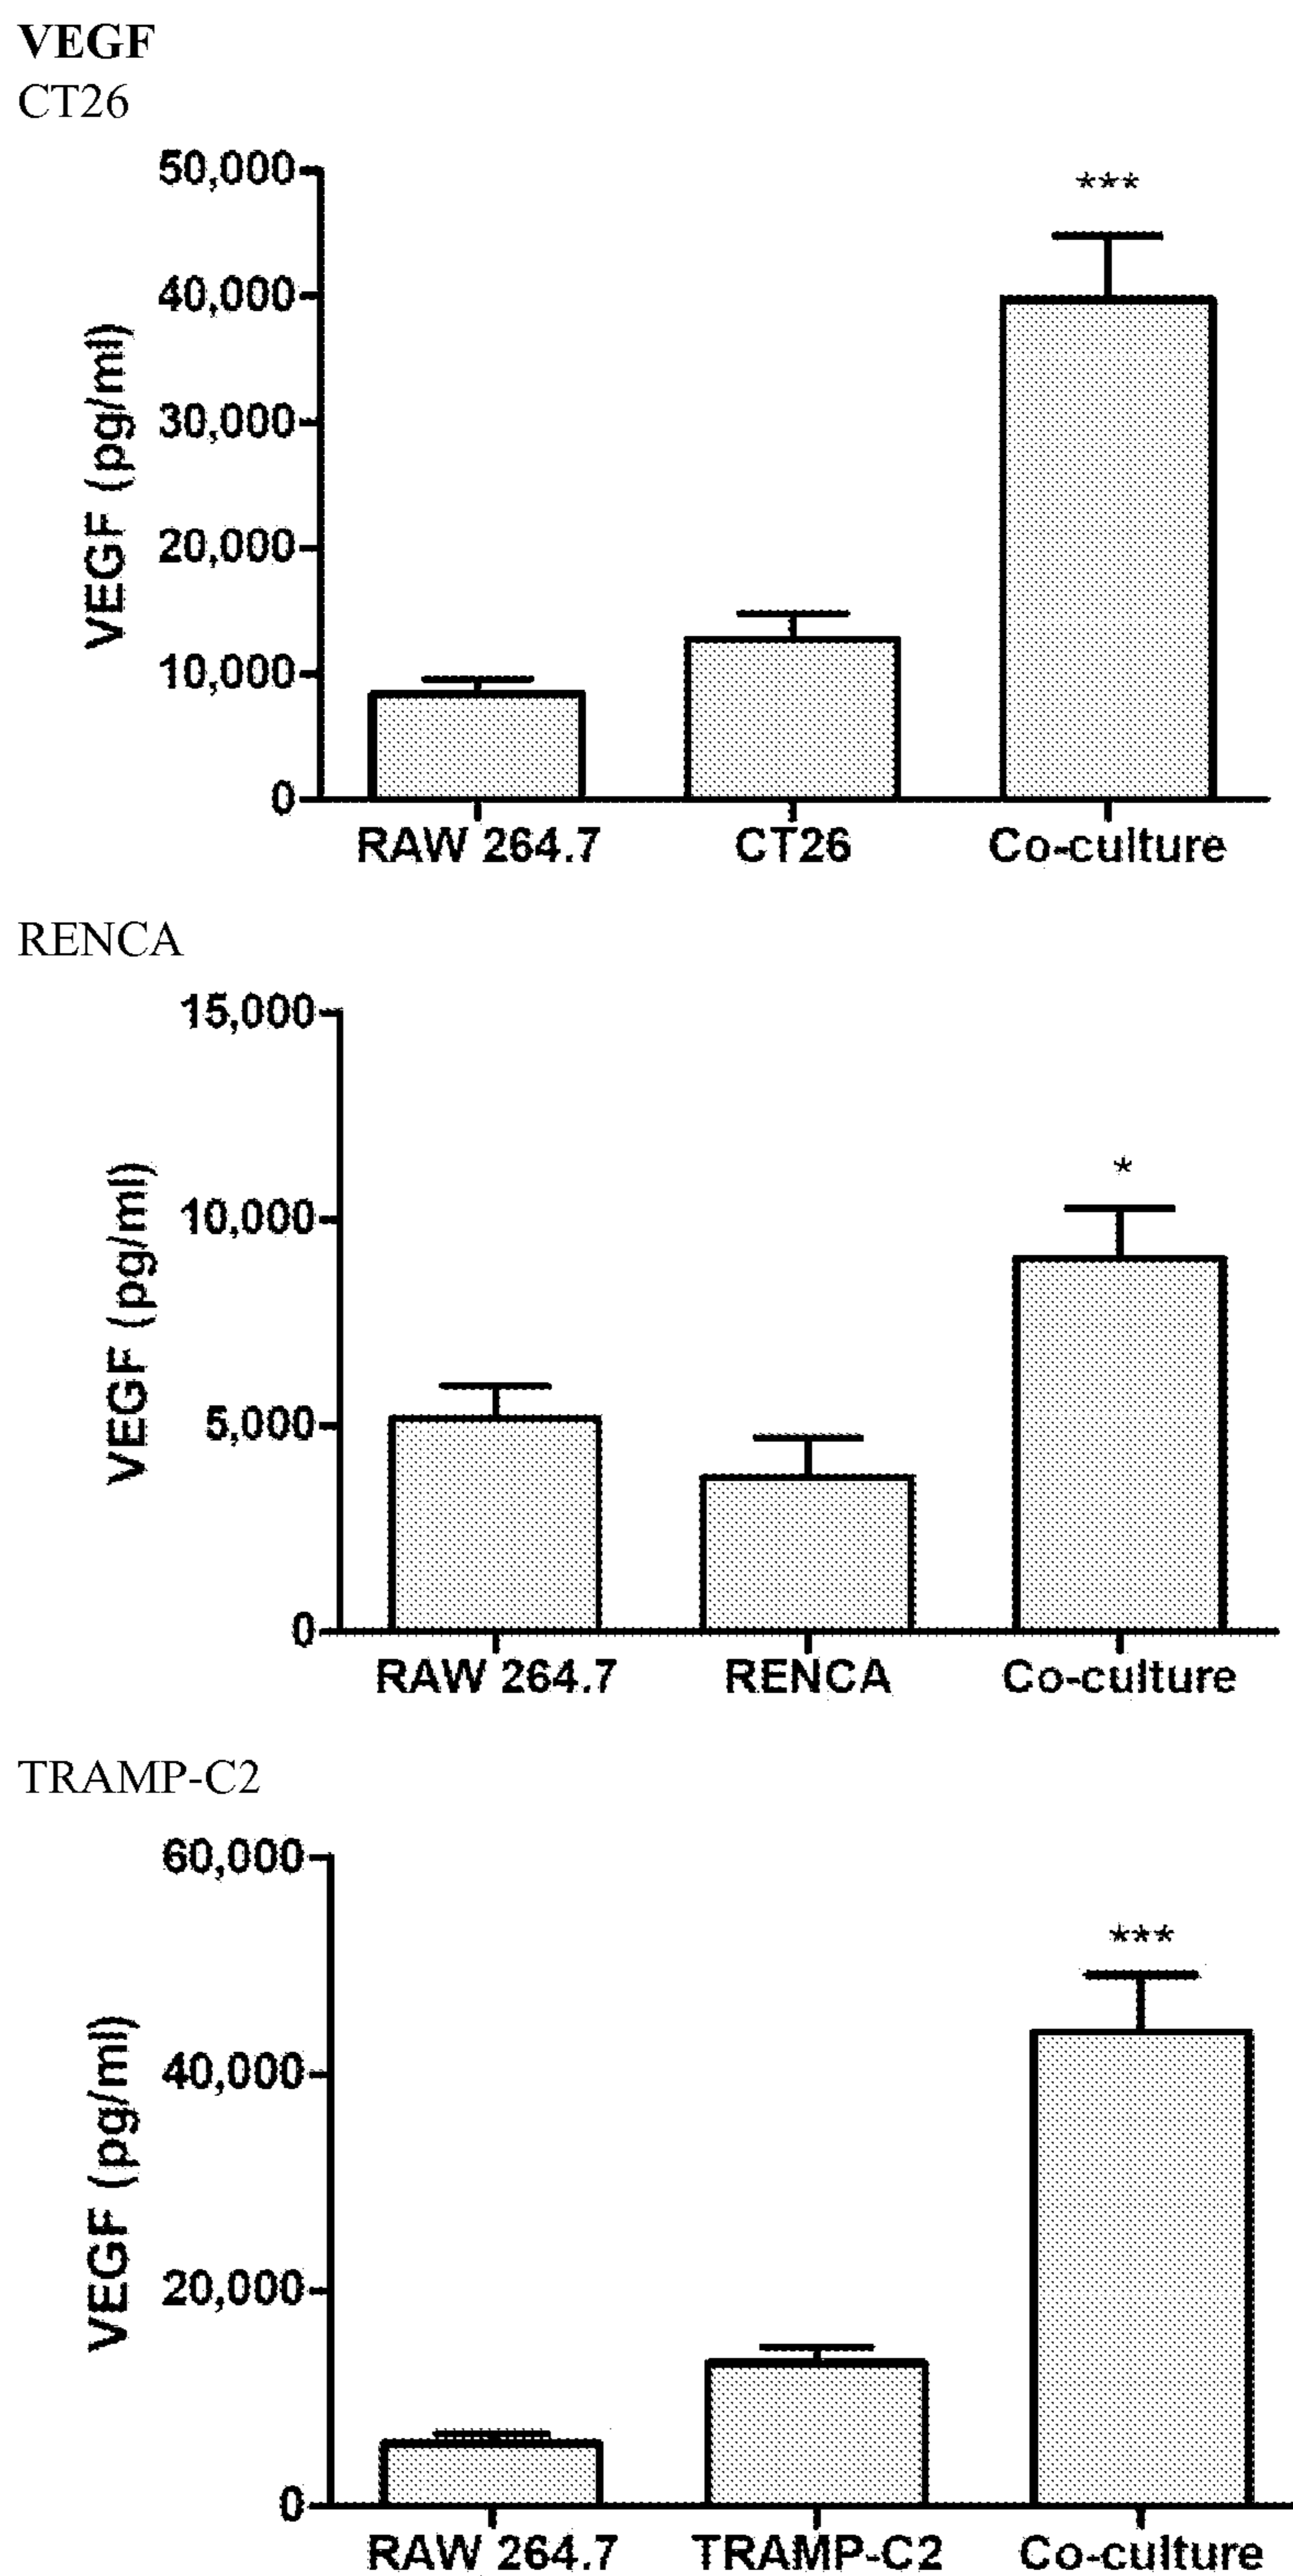 VEGF
CT26
50,000
***
40,000
30,000
20,000
10,000
0
VEGF (pg/ml)
RAW 264.7 CT26 Co-culture
RENCA
15,000
*
10,000
5,000
0
VEGF (pg/ml)
RAW 264.7 RENCA Co-culture
TRAMP-C2
60,000
***
40,000
20,000
0
VEGF (pg/ml)
RAW 264.7 TRAMP-C2 Co-culture